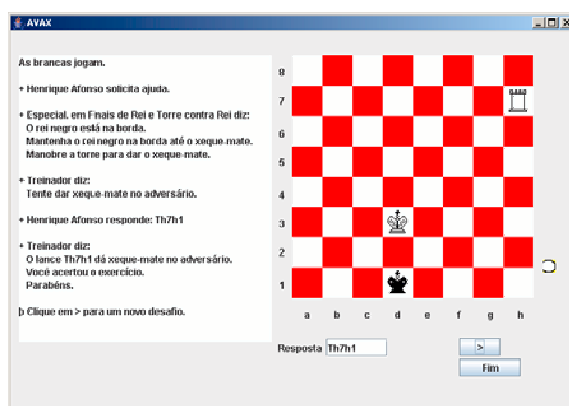 AVAX
As brancas jogam.
+ Henrique Afonso solicita ajuda.
+ Especial. em Finais de Rei e Torre contra Rei diz:
O rei negro está na borda.
Mantenha o rei negro na borda até o xeque-mate.
Manobre a torre para dar o xeque-mate.
+ Treinador diz:
Tente dar xeque-mate no adversário.
+ Henrique Afonso responde: Th7h1
+ Treinador diz:
O lance Th7h1 dá xeque-mate no adversário.
Você acertou o exercício.
Parabéns.
Þ Clique em > para um novo desafio.
8
7
6
5
4
3
2
1
a b c d e f g h
Resposta Th7h1 >
Fim